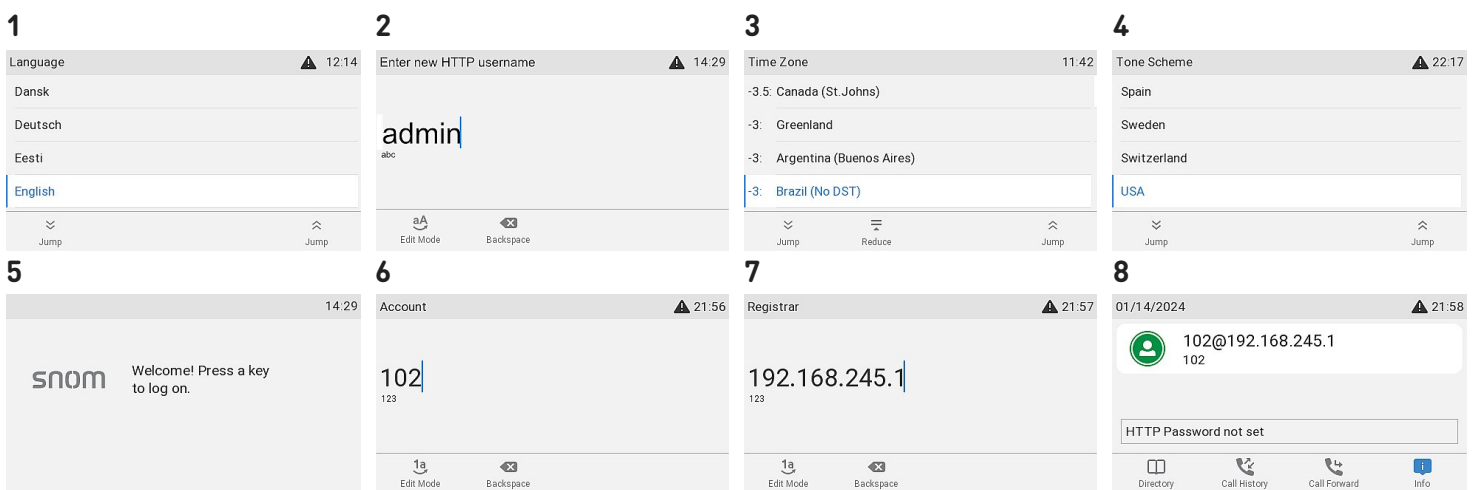 1
Language 12:14
Dansk
Deutsch
Eesti
English
Jump Jump
2
Enter new HTTP username 14:29
admin
abc
aA
Edit Mode Backspace
3
Time Zone 11:42
-3.5: Canada (St.Johns)
-3: Greenland
-3: Argentina (Buenos Aires)
-3: Brazil (No DST)
Jump Reduce Jump
4
Tone Scheme 22:17
Spain
Sweden
Switzerland
USA
Jump Jump
5
14:29
snom
Welcome! Press a key
to log on.
6
Account 21:56
102
123
1a
Edit Mode Backspace
7
Registrar 21:57
192.168.245.1
123
1a
Edit Mode Backspace
8
01/14/2024 21:58
102@192.168.245.1
102
HTTP Password not set
Directory Call History Call Forward Info